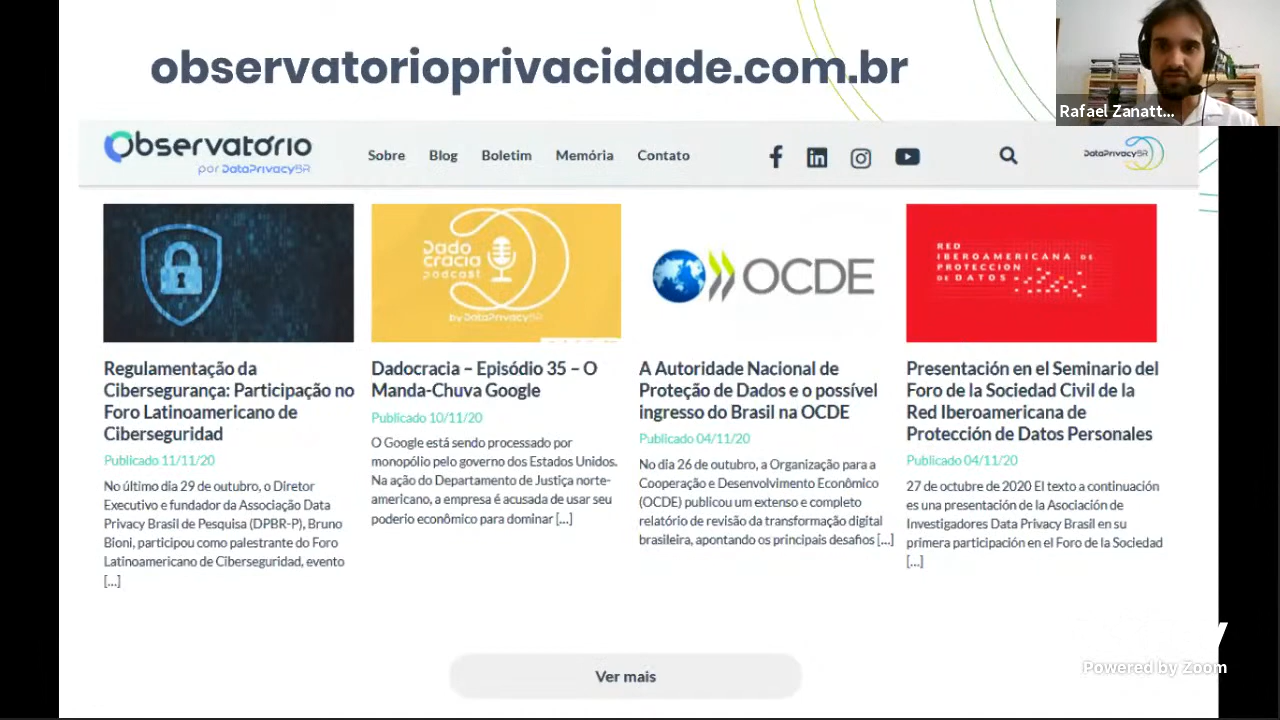 observatorioprivacidade.com.br
Rafael Zanatt...
Observatório
por DataPrivacyBR
Sobre
Blog
Boletim
Memória
Contato
DataPrivacyBR
Dado
cracia
podcast
by DataPrivacyBR
OCDE
RED
IBEROAMERICANA DE
PROTECCION
DE DATOS
Regulamentação da
Cibersegurança: Participação no
Foro Latinoamericano de
Ciberseguridad
Publicado 11/11/20
No último dia 29 de outubro, o Diretor
Executivo e fundador da Associação Data
Privacy Brasil de Pesquisa (DPBR-P), Bruno
Bioni, participou como palestrante do Foro
Latinoamericano de Ciberseguridad, evento
[...]
Dadocracia – Episódio 35 – O
Manda-Chuva Google
Publicado 10/11/20
O Google está sendo processado por
monopólio pelo governo dos Estados Unidos.
Na ação do Departamento de Justiça norte-
americano, a empresa é acusada de usar seu
poderio econômico para dominar [...]
A Autoridade Nacional de
Proteção de Dados e o possível
ingresso do Brasil na OCDE
Publicado 04/11/20
No dia 26 de outubro, a Organização para a
Cooperação e Desenvolvimento Econômico
(OCDE) publicou um extenso e completo
relatório de revisão da transformação digital
brasileira, apontando os principais desafios [...]
Presentación en el Seminario del
Foro de la Sociedad Civil de la
Red Iberoamericana de
Protección de Datos Personales
Publicado 04/11/20
27 de octubre de 2020 El texto a continuación
es una presentación de la Asociación de
Investigadores Data Privacy Brasil en su
primera participación en el Foro de la Sociedad
[...]
Ver mais
Powered by Zoom